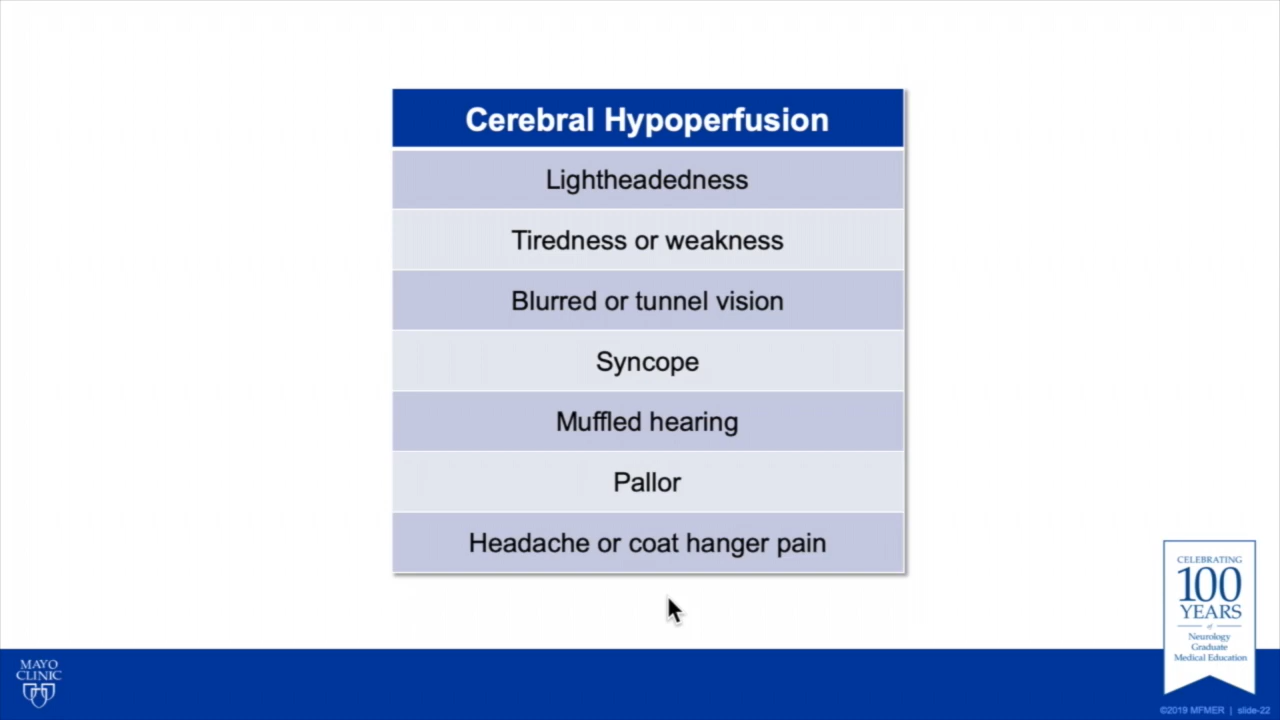 Cerebral Hypoperfusion
Lightheadedness
Tiredness or weakness
Blurred or tunnel vision
Syncope
Muffled hearing
Pallor
Headache or coat hanger pain
CELEBRATING
100
YEARS
of
Neurology
Graduate
Medical Education
MAYO
CLINIC
©2019 MFMER | slide-22